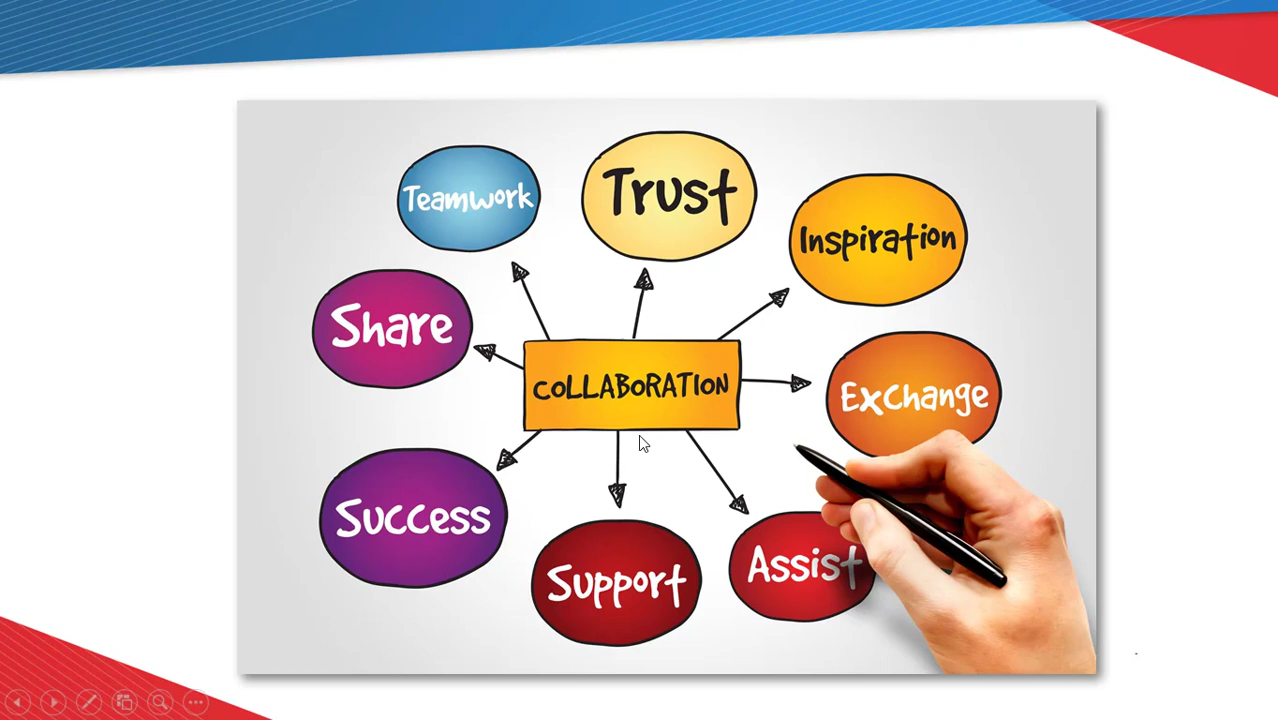 Teamwork
Trust
Inspiration
Share
COLLABORATION
Exchange
Success
Support
Assist